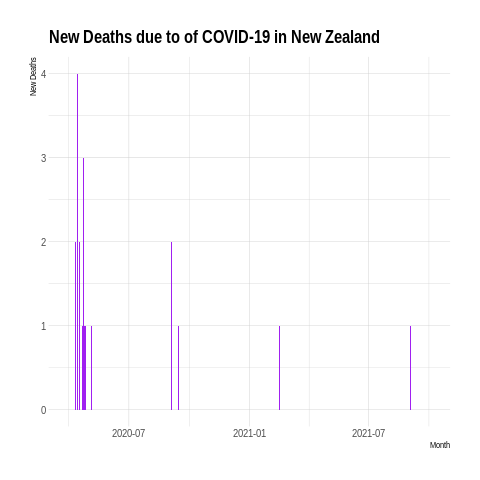 New Deaths due to of COVID-19 in New Zealand
New Deaths
4
3
2
1
0
2020-07
2021-01
2021-07
Month